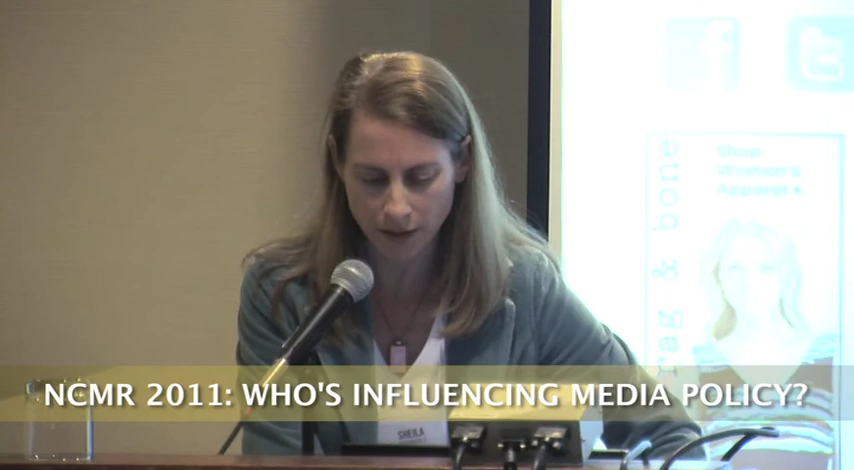 f
t
Shop
Women's
Apparel
rag & bone
NCMR 2011: WHO'S INFLUENCING MEDIA POLICY?
SHEILA